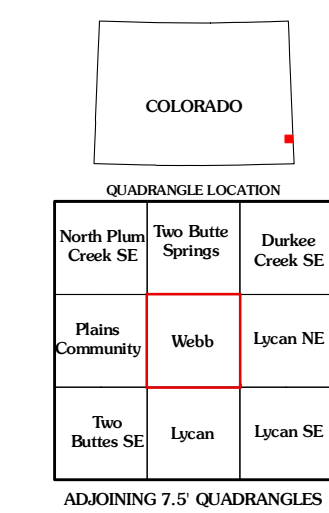 COLORADO
QUADRANGLE LOCATION
North Plum
Creek SE
Two Butte
Springs
Durkee
Creek SE
Plains
Community
Webb
Lycan NE
Two
Buttes SE
Lycan
Lycan SE
ADJOINING 7.5' QUADRANGLES